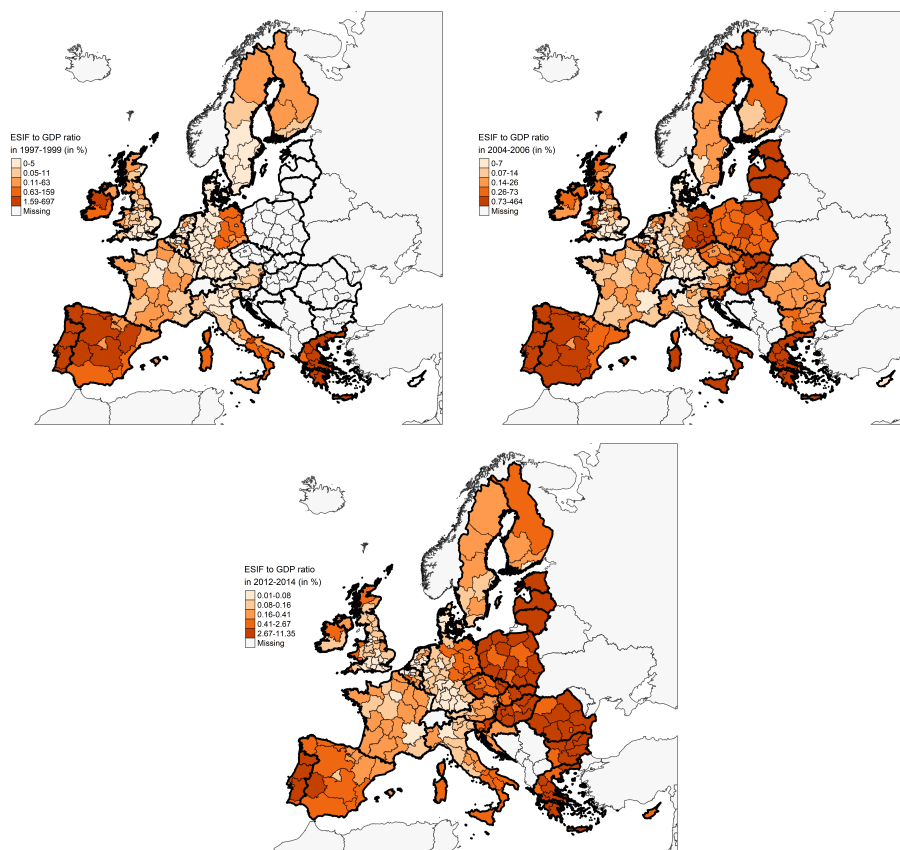 ESIF to GDP ratio
in 1997-1999 (in %)
0-5
0.05-11
0.11-63
0.63-159
1.59-697
Missing
ESIF to GDP ratio
in 2004-2006 (in %)
0-7
0.07-14
0.14-26
0.26-73
0.73-464
Missing
ESIF to GDP ratio
in 2012-2014 (in %)
0.01-0.08
0.08-0.16
0.16-0.41
0.41-2.67
2.67-11.35
Missing